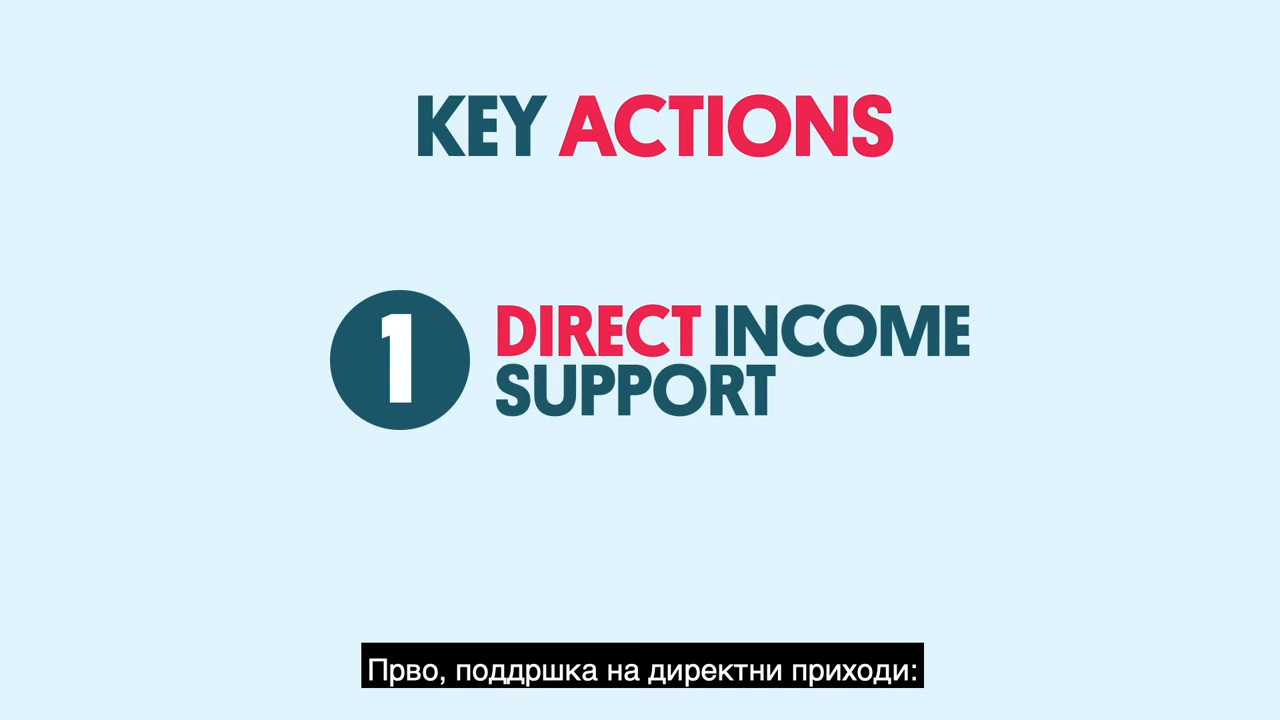 KEY ACTIONS
1
DIRECT INCOME
SUPPORT
Прво, поддршка на директни приходи: